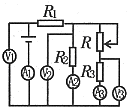 R₁
V₁
A₁
V₂
R₂
A₂
R
R₃
A₃
V₃